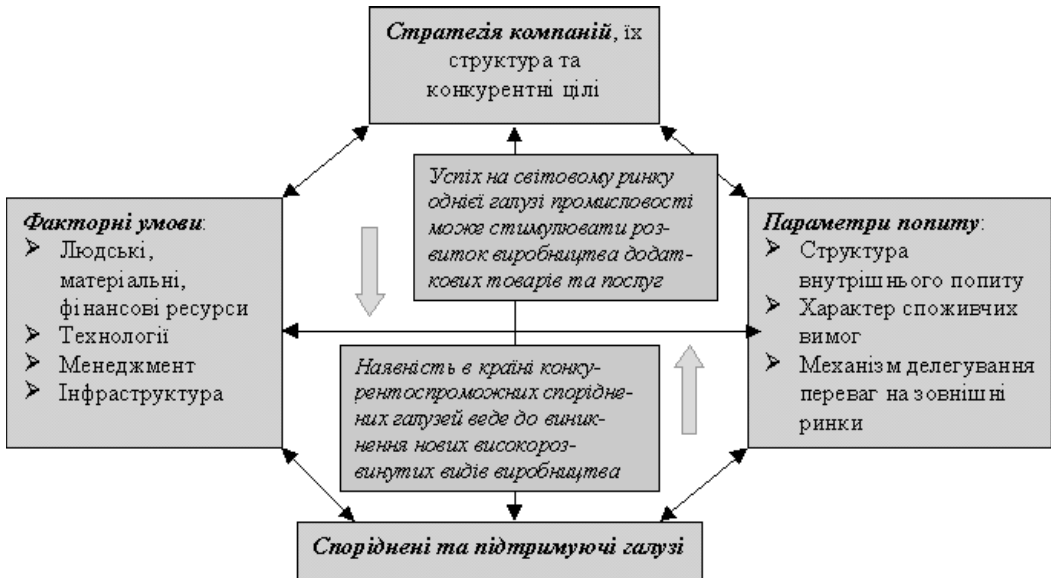 Стратегія компаній, їх
структура та
конкурентні цілі
Успіх на світовому ринку
однієї галузі промисловості
може стимулювати роз-
виток виробництва додат-
кових товарів та послуг
Факторні умови:
➤ Людські,
матеріальні,
фінансові ресурси
➤ Технології
➤ Менеджмент
➤ Інфраструктура
Параметри попиту:
➤ Структура
внутрішнього попиту
➤ Характер споживчих
вимог
➤ Механізм делегування
переваг на зовнішні
ринки
Наявність в країні конку-
рентоспроможних спорідне-
них галузей веде до виник-
нення нових високороз-
винутих видів виробництва
Споріднені та підтримуючі галузі